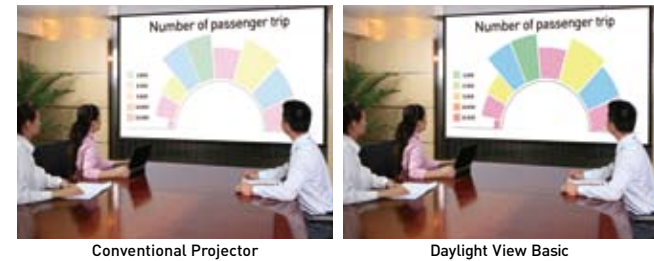 Number of passenger trip
Number of passenger trip
Conventional Projector
Daylight View Basic